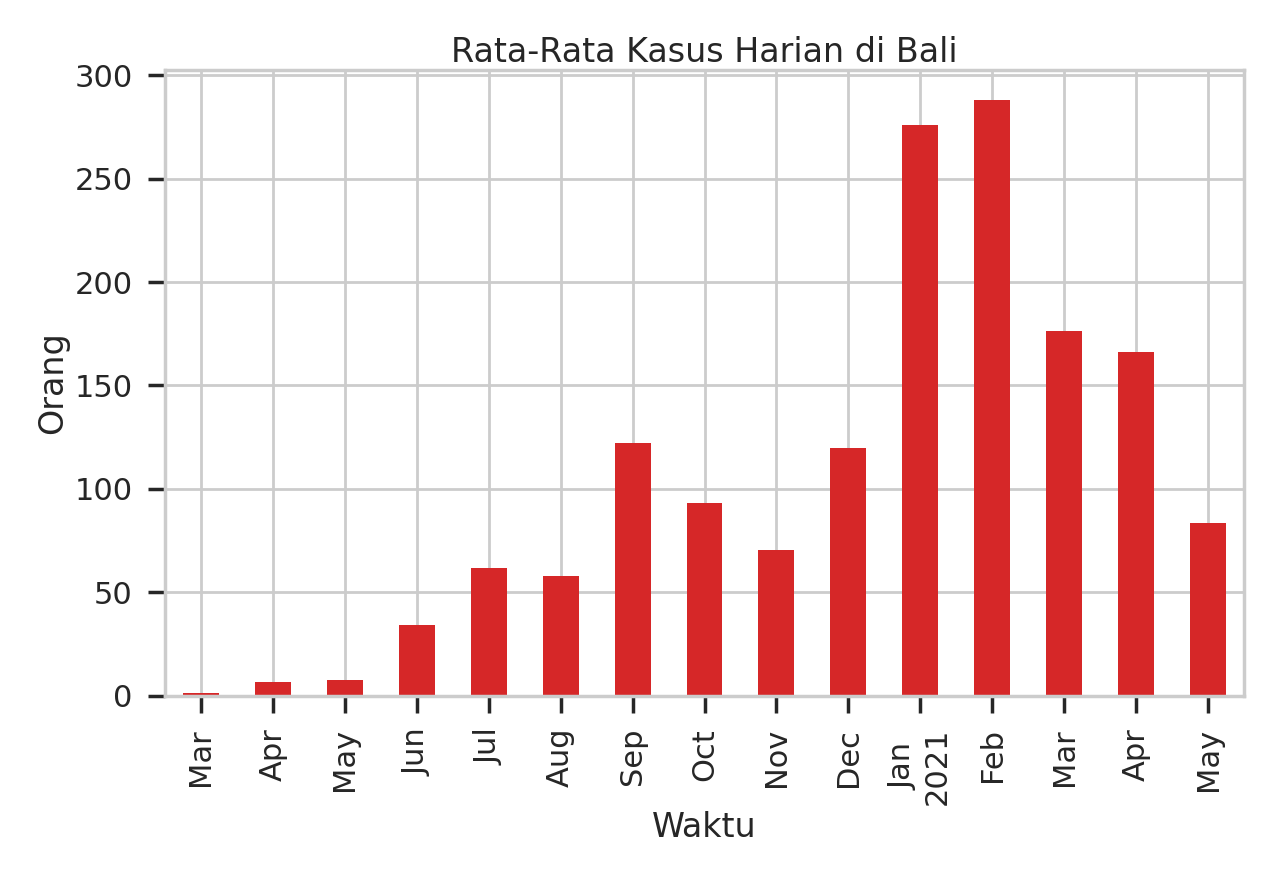 Rata-Rata Kasus Harian di Bali
300
250
200
150
100
50
0
Orang
Mar
Apr
May
Jun
Jul
Aug
Sep
Oct
Nov
Dec
Jan
2021
Feb
Mar
Apr
May
Waktu